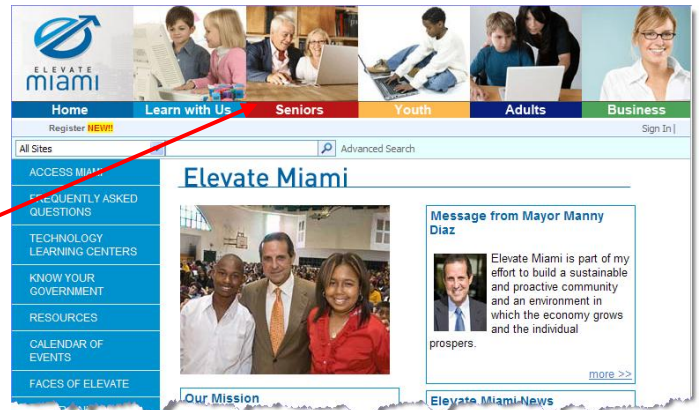 ELEVATE
miami
Home Learn with Us Seniors Youth Adults Business
Register NEW!! Sign In |
All Sites Advanced Search
ACCESS MIAMI
FREQUENTLY ASKED
QUESTIONS
TECHNOLOGY
LEARNING CENTERS
KNOW YOUR
GOVERNMENT
RESOURCES
CALENDAR OF
EVENTS
FACES OF ELEVATE
Elevate Miami
Our Mission
Message from Mayor Manny
Diaz
Elevate Miami is part of my
effort to build a sustainable
and proactive community
and an environment in
which the economy grows
and the individual
prospers.
more >>
Elevate Miami News